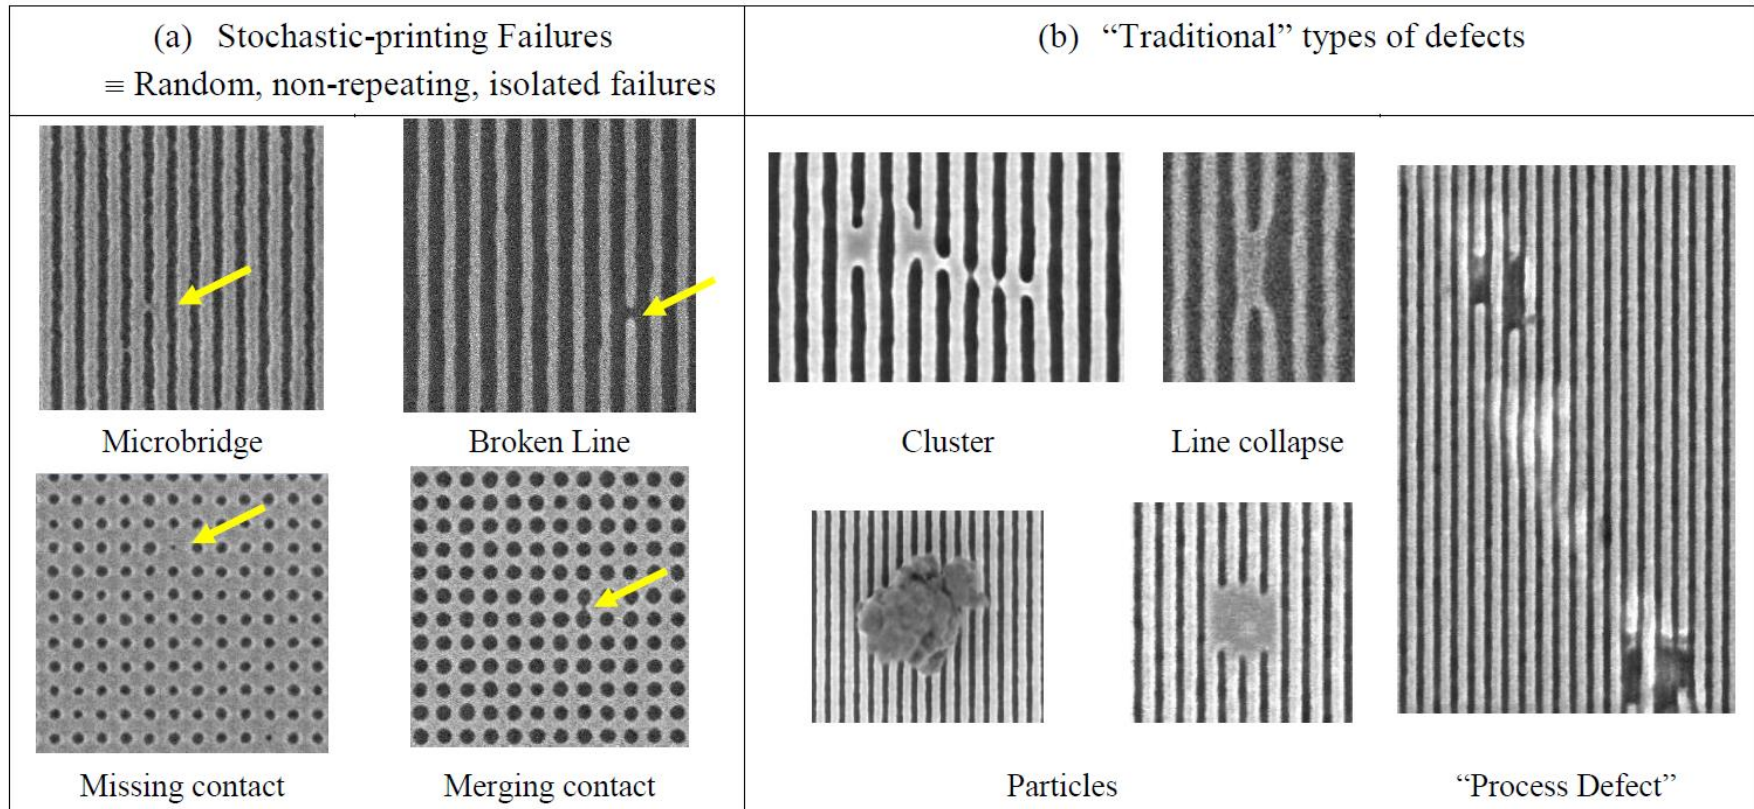 (a) Stochastic-printing Failures
≡ Random, non-repeating, isolated failures
(b) “Traditional” types of defects
Microbridge
Broken Line
Missing contact
Merging contact
Cluster
Line collapse
Particles
“Process Defect”